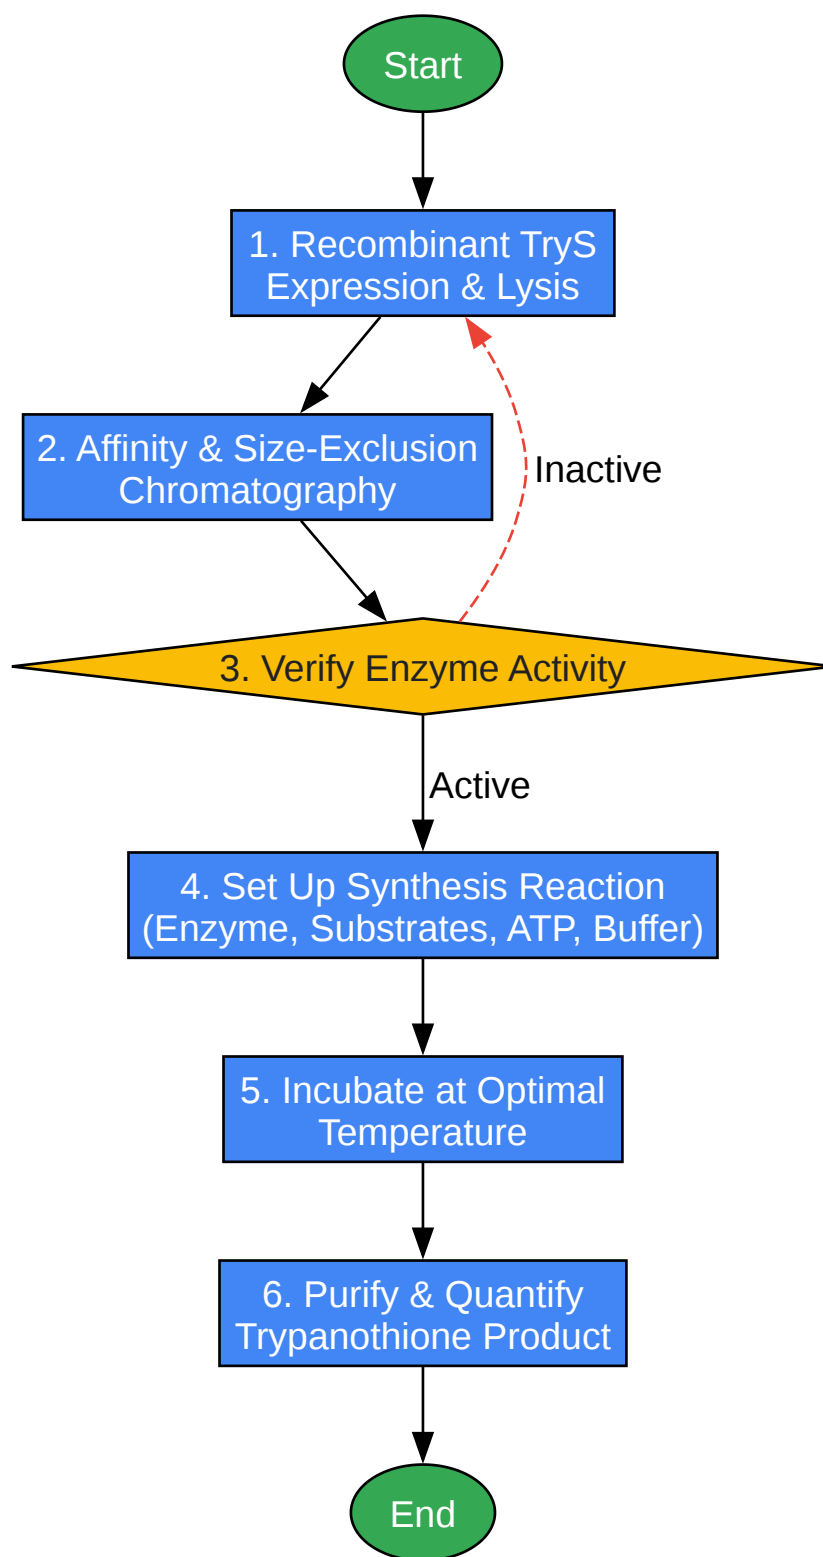 Start
1. Recombinant TryS
Expression & Lysis
2. Affinity & Size-Exclusion
Chromatography
Inactive
3. Verify Enzyme Activity
Active
4. Set Up Synthesis Reaction
(Enzyme, Substrates, ATP, Buffer)
5. Incubate at Optimal
Temperature
6. Purify & Quantify
Trypanothione Product
End